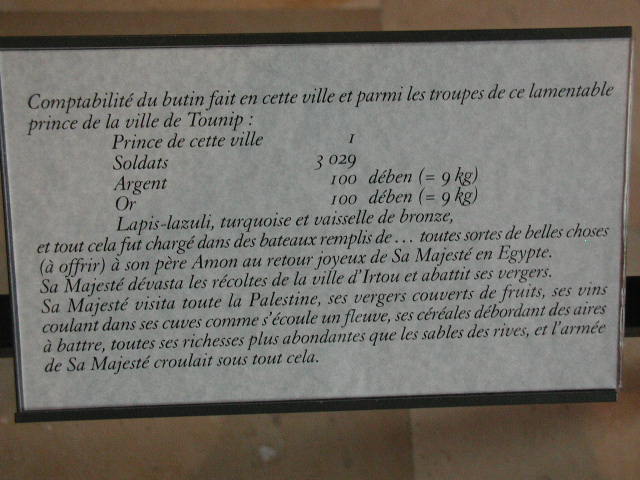 Comptabilité du butin fait en cette ville et parmi les troupes de ce lamentable
prince de la ville de Tounip :
Prince de cette ville 1
Soldats 3 029
Argent 100 dében (= 9 kg)
Or 100 dében (= 9 kg)
Lapis-lazuli, turquoise et vaisselle de bronze,
et tout cela fut chargé dans des bateaux remplis de... toutes sortes de belles choses
(à offrir) à son père Amon au retour joyeux de Sa Majesté en Egypte.
Sa Majesté dévasta les récoltes de la ville d'Irtou et abattit ses vergers.
Sa Majesté visita toute la Palestine, ses vergers couverts de fruits, ses vins
coulant dans ses cuves comme s'écoule un fleuve, ses céréales débordant des aires
à battre, toutes ses richesses plus abondantes que les sables des rives, et l'armée
de Sa Majesté croulait sous tout cela.